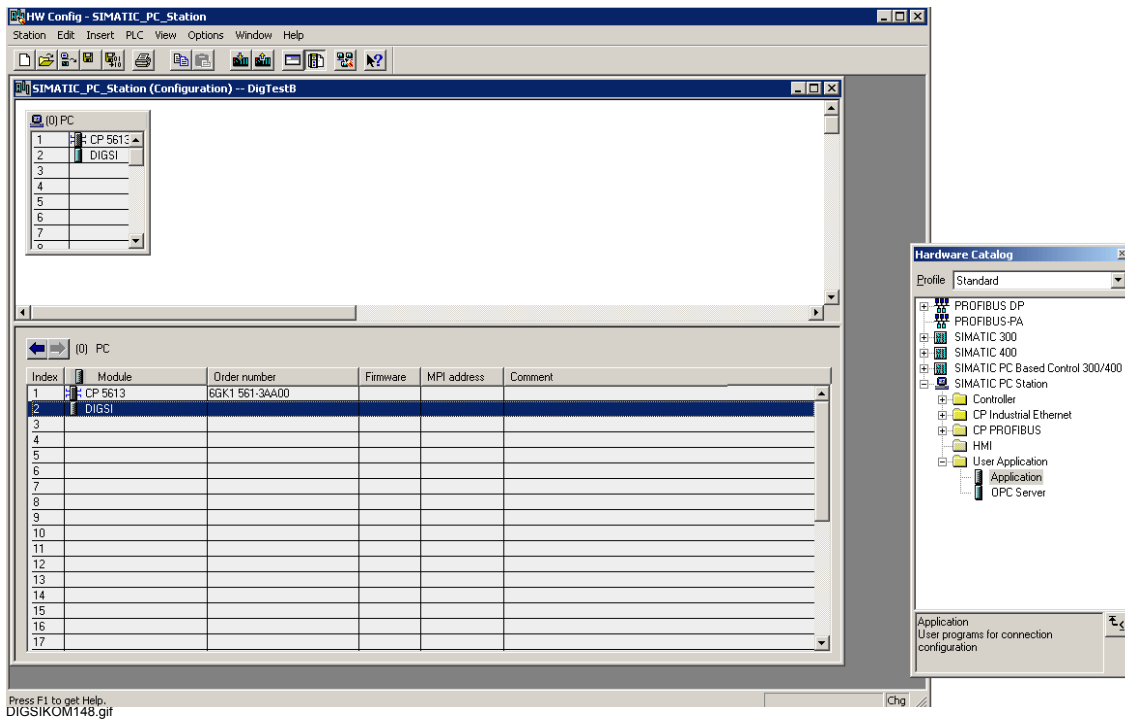 HW Config - SIMATIC_PC_Station
Station Edit Insert PLC View Options Window Help
SIMATIC_PC_Station (Configuration) -- DigTestB
(0) PC
1 CP 5613
2 DIGSI
3
4
5
6
7
(0) PC
Index Module Order number Firmware MPI address Comment
1 CP 5613 6GK1 561-3AA00
2 DIGSI
3
4
5
6
7
8
9
10
11
12
13
14
15
16
17
Hardware Catalog
Profile Standard
PROFIBUS DP
PROFIBUS-PA
SIMATIC 300
SIMATIC 400
SIMATIC PC Based Control 300/400
SIMATIC PC Station
Controller
CP Industrial Ethernet
CP PROFIBUS
HMI
User Application
Application
OPC Server
Application
User programs for connection
configuration
Press F1 to get Help.
Chg
DIGSIKOM148.gif